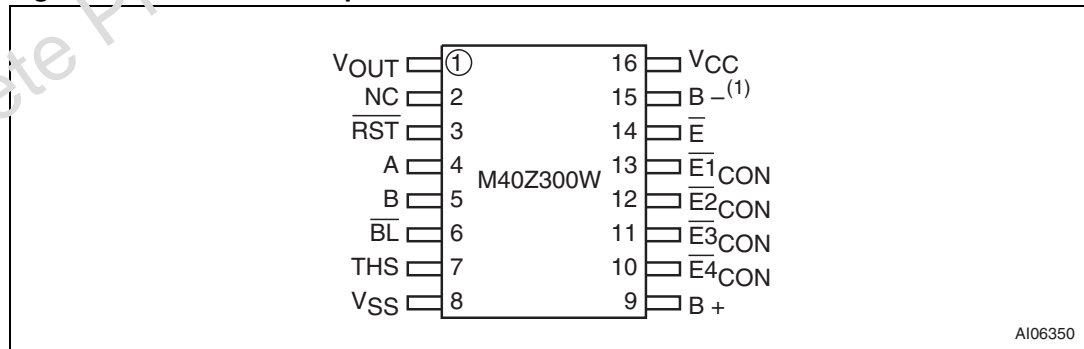 VOUT 1 16 VCC
NC 2 15 B –(1)
RST 3 14 E
A 4 13 E1CON
M40Z300W
B 5 12 E2CON
BL 6 11 E3CON
THS 7 10 E4CON
VSS 8 9 B +
AI06350